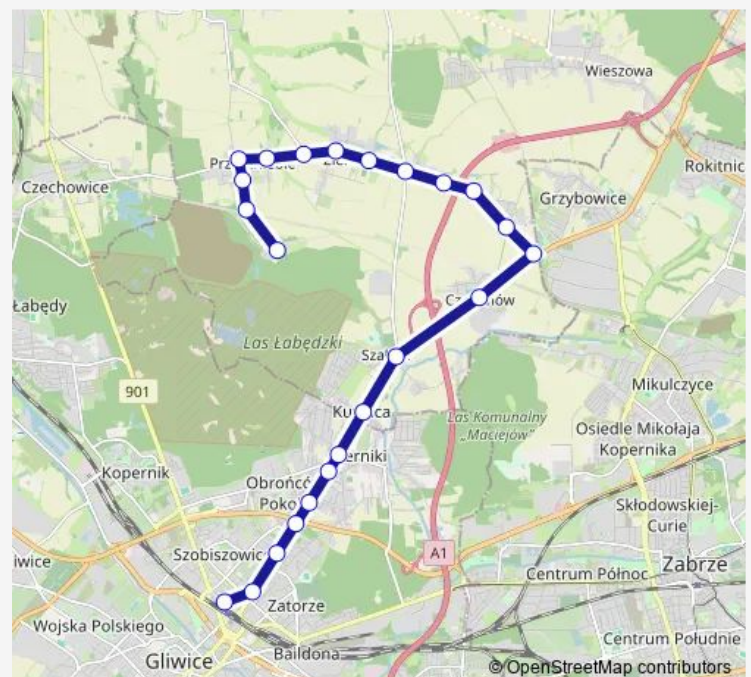 Wieszowa
Rokitnic
Czechowice
Grzybowice
Łabędy
Las Łabędzki
901
Mikulczyce
Las Komunalny
„Maciejów”
Osiedle Mikołaja
Kopernika
Kopernik
Obrońcó
Poko
Skłodowskiej-
Curie
iwice
Szobiszowic
A1
Centrum Północ
Zabrze
Zatorze
Wojska Polskiego
Centrum Południe
Gliwice
Baildona
© OpenStreetMap contributors